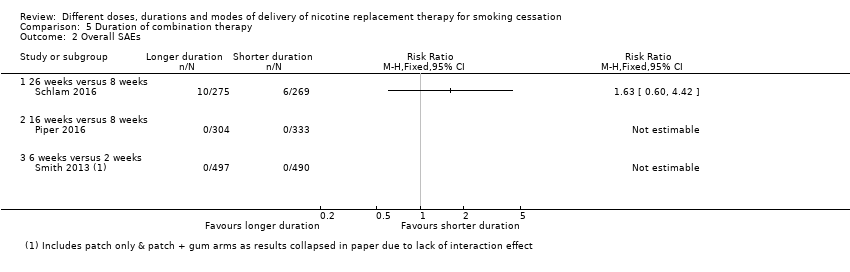 Review: Different doses, durations and modes of delivery of nicotine replacement therapy for smoking cessation
Comparison: 5 Duration of combination therapy
Outcome: 2 Overall SAEs
Study or subgroup Longer duration Shorter duration Risk Ratio Risk Ratio
n/N n/N M-H,Fixed,95% CI M-H,Fixed,95% CI
1 26 weeks versus 8 weeks
Schlam 2016 10/275 6/269 1.63 [ 0.60, 4.42 ]
2 16 weeks versus 8 weeks
Piper 2016 0/304 0/333 Not estimable
3 6 weeks versus 2 weeks
Smith 2013 (1) 0/497 0/490 Not estimable
0.2 0.5 1 2 5
Favours longer duration Favours shorter duration
(1) Includes patch only & patch + gum arms as results collapsed in paper due to lack of interaction effect